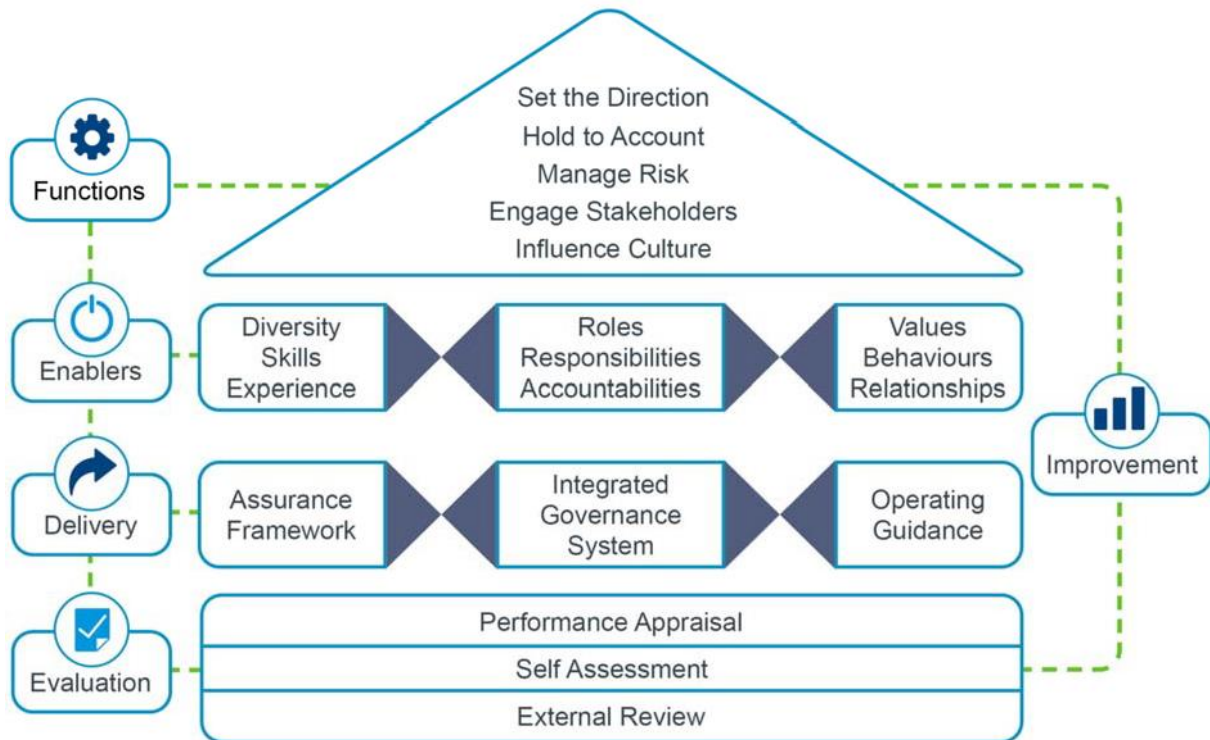 Set the Direction
Hold to Account
Manage Risk
Engage Stakeholders
Influence Culture
Functions
Enablers
Diversity
Skills
Experience
Roles
Responsibilities
Accountabilities
Values
Behaviours
Relationships
Delivery
Assurance
Framework
Integrated
Governance
System
Operating
Guidance
Improvement
Evaluation
Performance Appraisal
Self Assessment
External Review